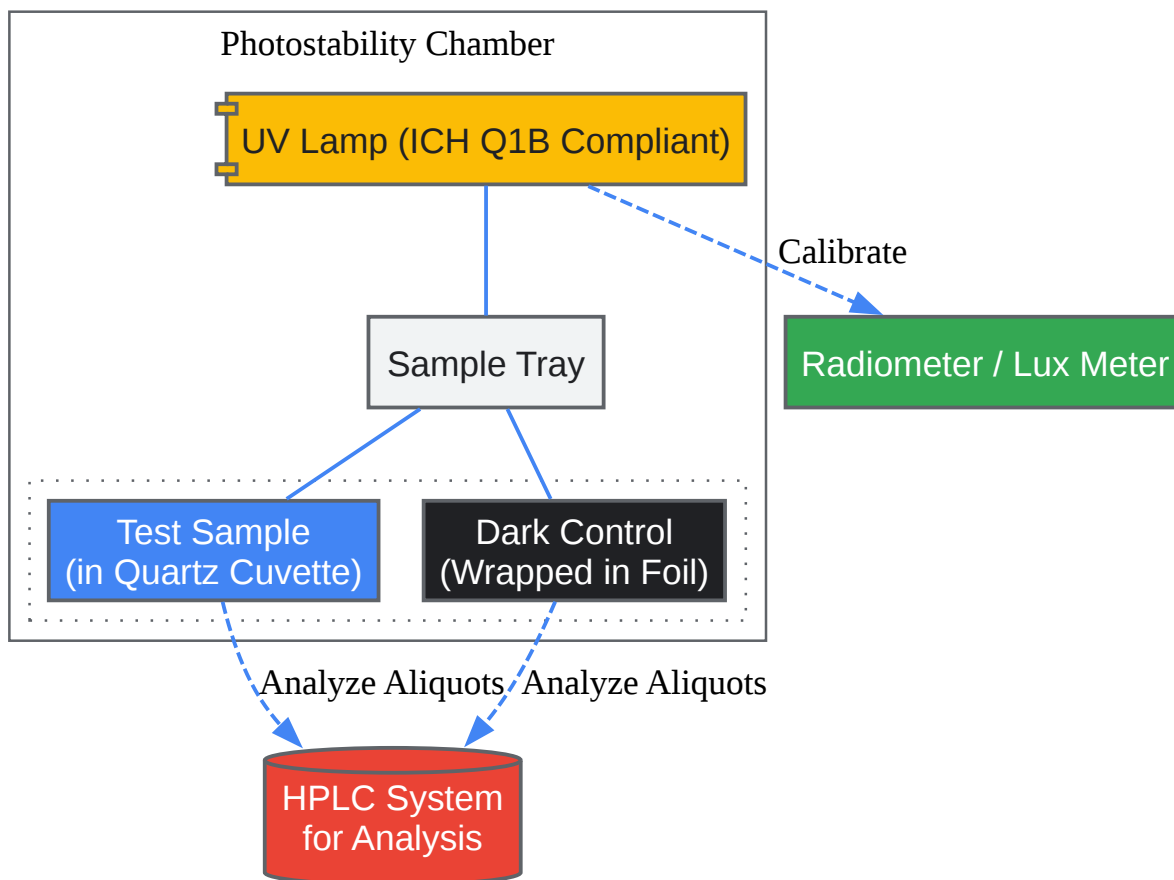 Photostability Chamber
UV Lamp (ICH Q1B Compliant)
Calibrate
Sample Tray
Radiometer / Lux Meter
Test Sample
(in Quartz Cuvette)
Dark Control
(Wrapped in Foil)
Analyze Aliquots
Analyze Aliquots
HPLC System
for Analysis